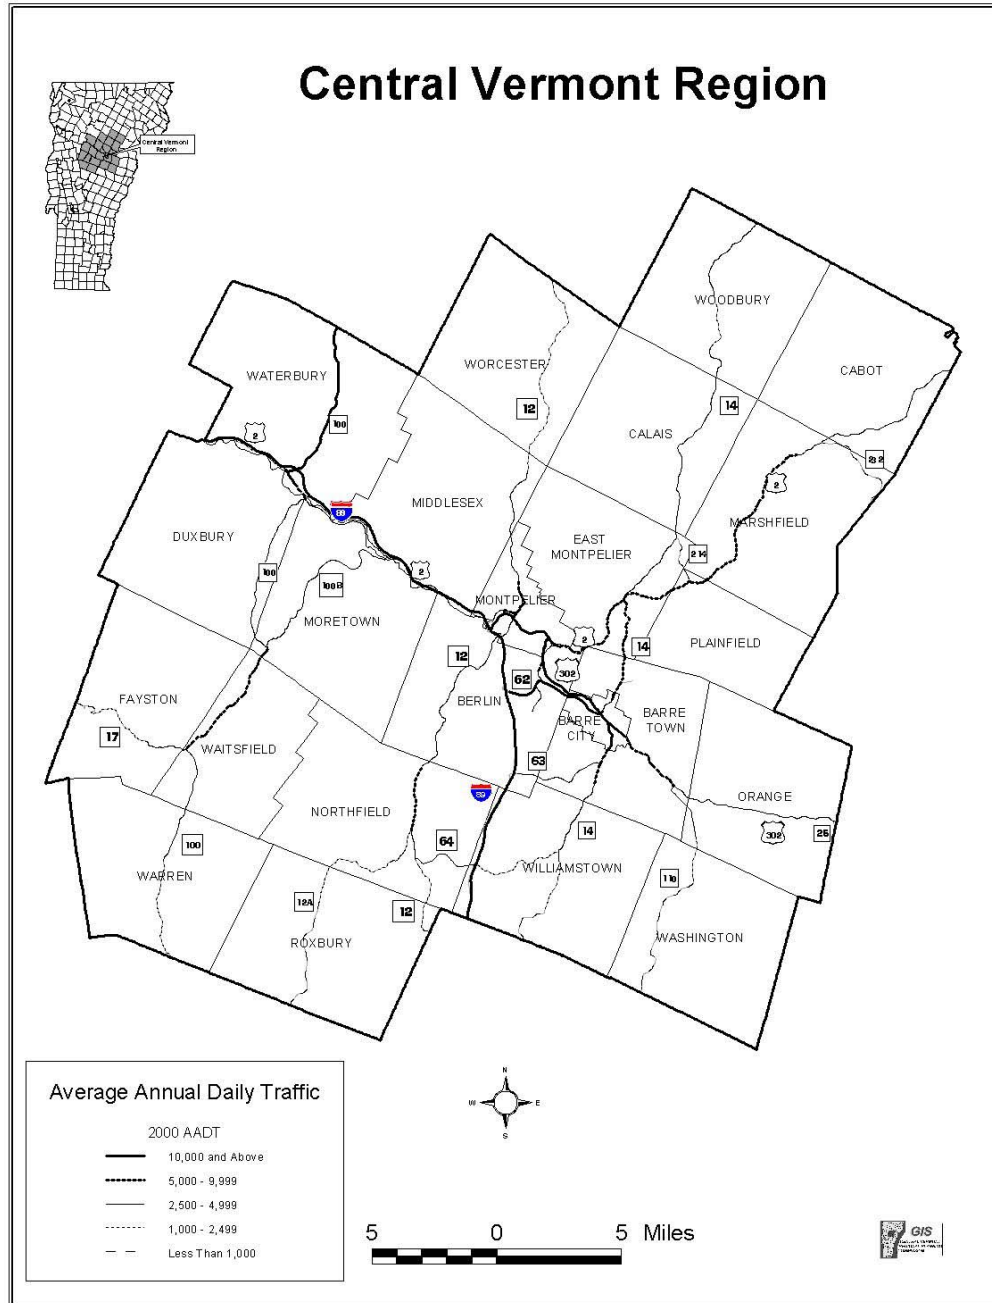 Central Vermont Region
Central Vermont
Region
WOODBURY
WORCESTER
CABOT
WATERBURY
12
14
100
CALAIS
2
232
2
89
MIDDLESEX
MARSHFIELD
DUXBURY
EAST
MONTPELIER
214
100
100B
2
MONTPELIER
MORETOWN
2
14
PLAINFIELD
12
62
302
FAYSTON
BERLIN
BARRE
CITY
BARRE
TOWN
17
WAITSFIELD
63
89
ORANGE
NORTHFIELD
100
64
14
302
25
WARREN
WILLIAMSTOWN
110
12A
12
ROXBURY
WASHINGTON
Average Annual Daily Traffic
2000 AADT
10,000 and Above
5,000 - 9,999
2,500 - 4,999
1,000 - 2,499
Less Than 1,000
N
W E
S
5 0 5 Miles
GIS